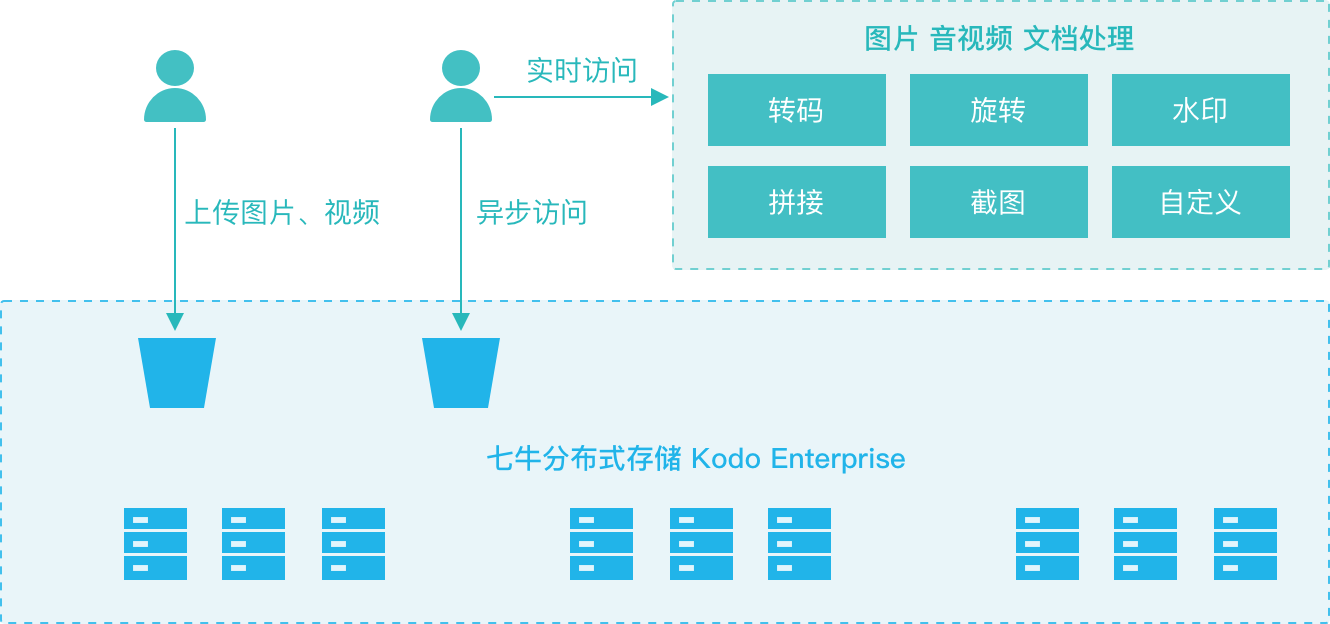 实时访问
图片 音视频 文档处理
转码
旋转
水印
拼接
截图
自定义
上传图片、视频
异步访问
七牛分布式存储 Kodo Enterprise